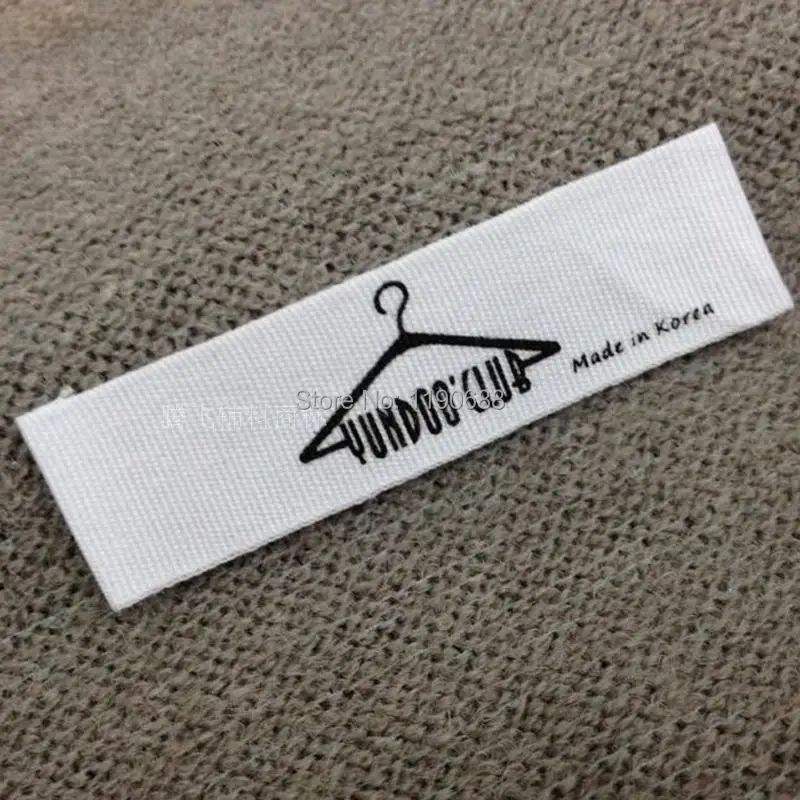 YUNDOO'CLUB
Made in Korea
Store No: 1190688